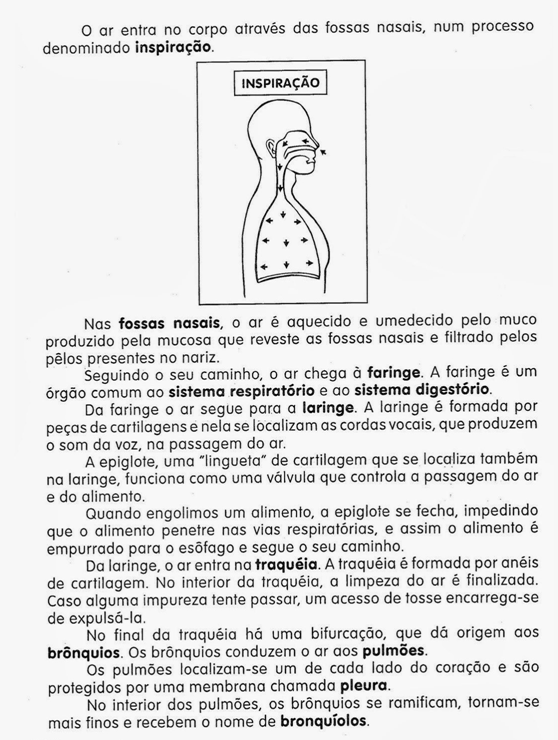 O ar entra no corpo através das fossas nasais, num processo
denominado inspiração.
INSPIRAÇÃO
Nas fossas nasais, o ar é aquecido e umedecido pelo muco
produzido pela mucosa que reveste as fossas nasais e filtrado pelos
pêlos presentes no nariz.
Seguindo o seu caminho, o ar chega à faringe. A faringe é um
órgão comum ao sistema respiratório e ao sistema digestório.
Da faringe o ar segue para a laringe. A laringe é formada por
peças de cartilagens e nela se localizam as cordas vocais, que produzem
o som da voz, na passagem do ar.
A epiglote, uma "lingueta" de cartilagem que se localiza também
na laringe, funciona como uma válvula que controla a passagem do ar
e do alimento.
Quando engolimos um alimento, a epiglote se fecha, impedindo
que o alimento penetre nas vias respiratórias, e assim o alimento é
empurrado para o esôfago e segue o seu caminho.
Da laringe, o ar entra na traquéia. A traquéia é formada por anéis
de cartilagem. No interior da traquéia, a limpeza do ar é finalizada.
Caso alguma impureza tente passar, um acesso de tosse encarrega-se
de expulsá-la.
No final da traquéia há uma bifurcação, que dá origem aos
brônquios. Os brônquios conduzem o ar aos pulmões.
Os pulmões localizam-se um de cada lado do coração e são
protegidos por uma membrana chamada pleura.
No interior dos pulmões, os brônquios se ramificam, tornam-se
mais finos e recebem o nome de bronquíolos.